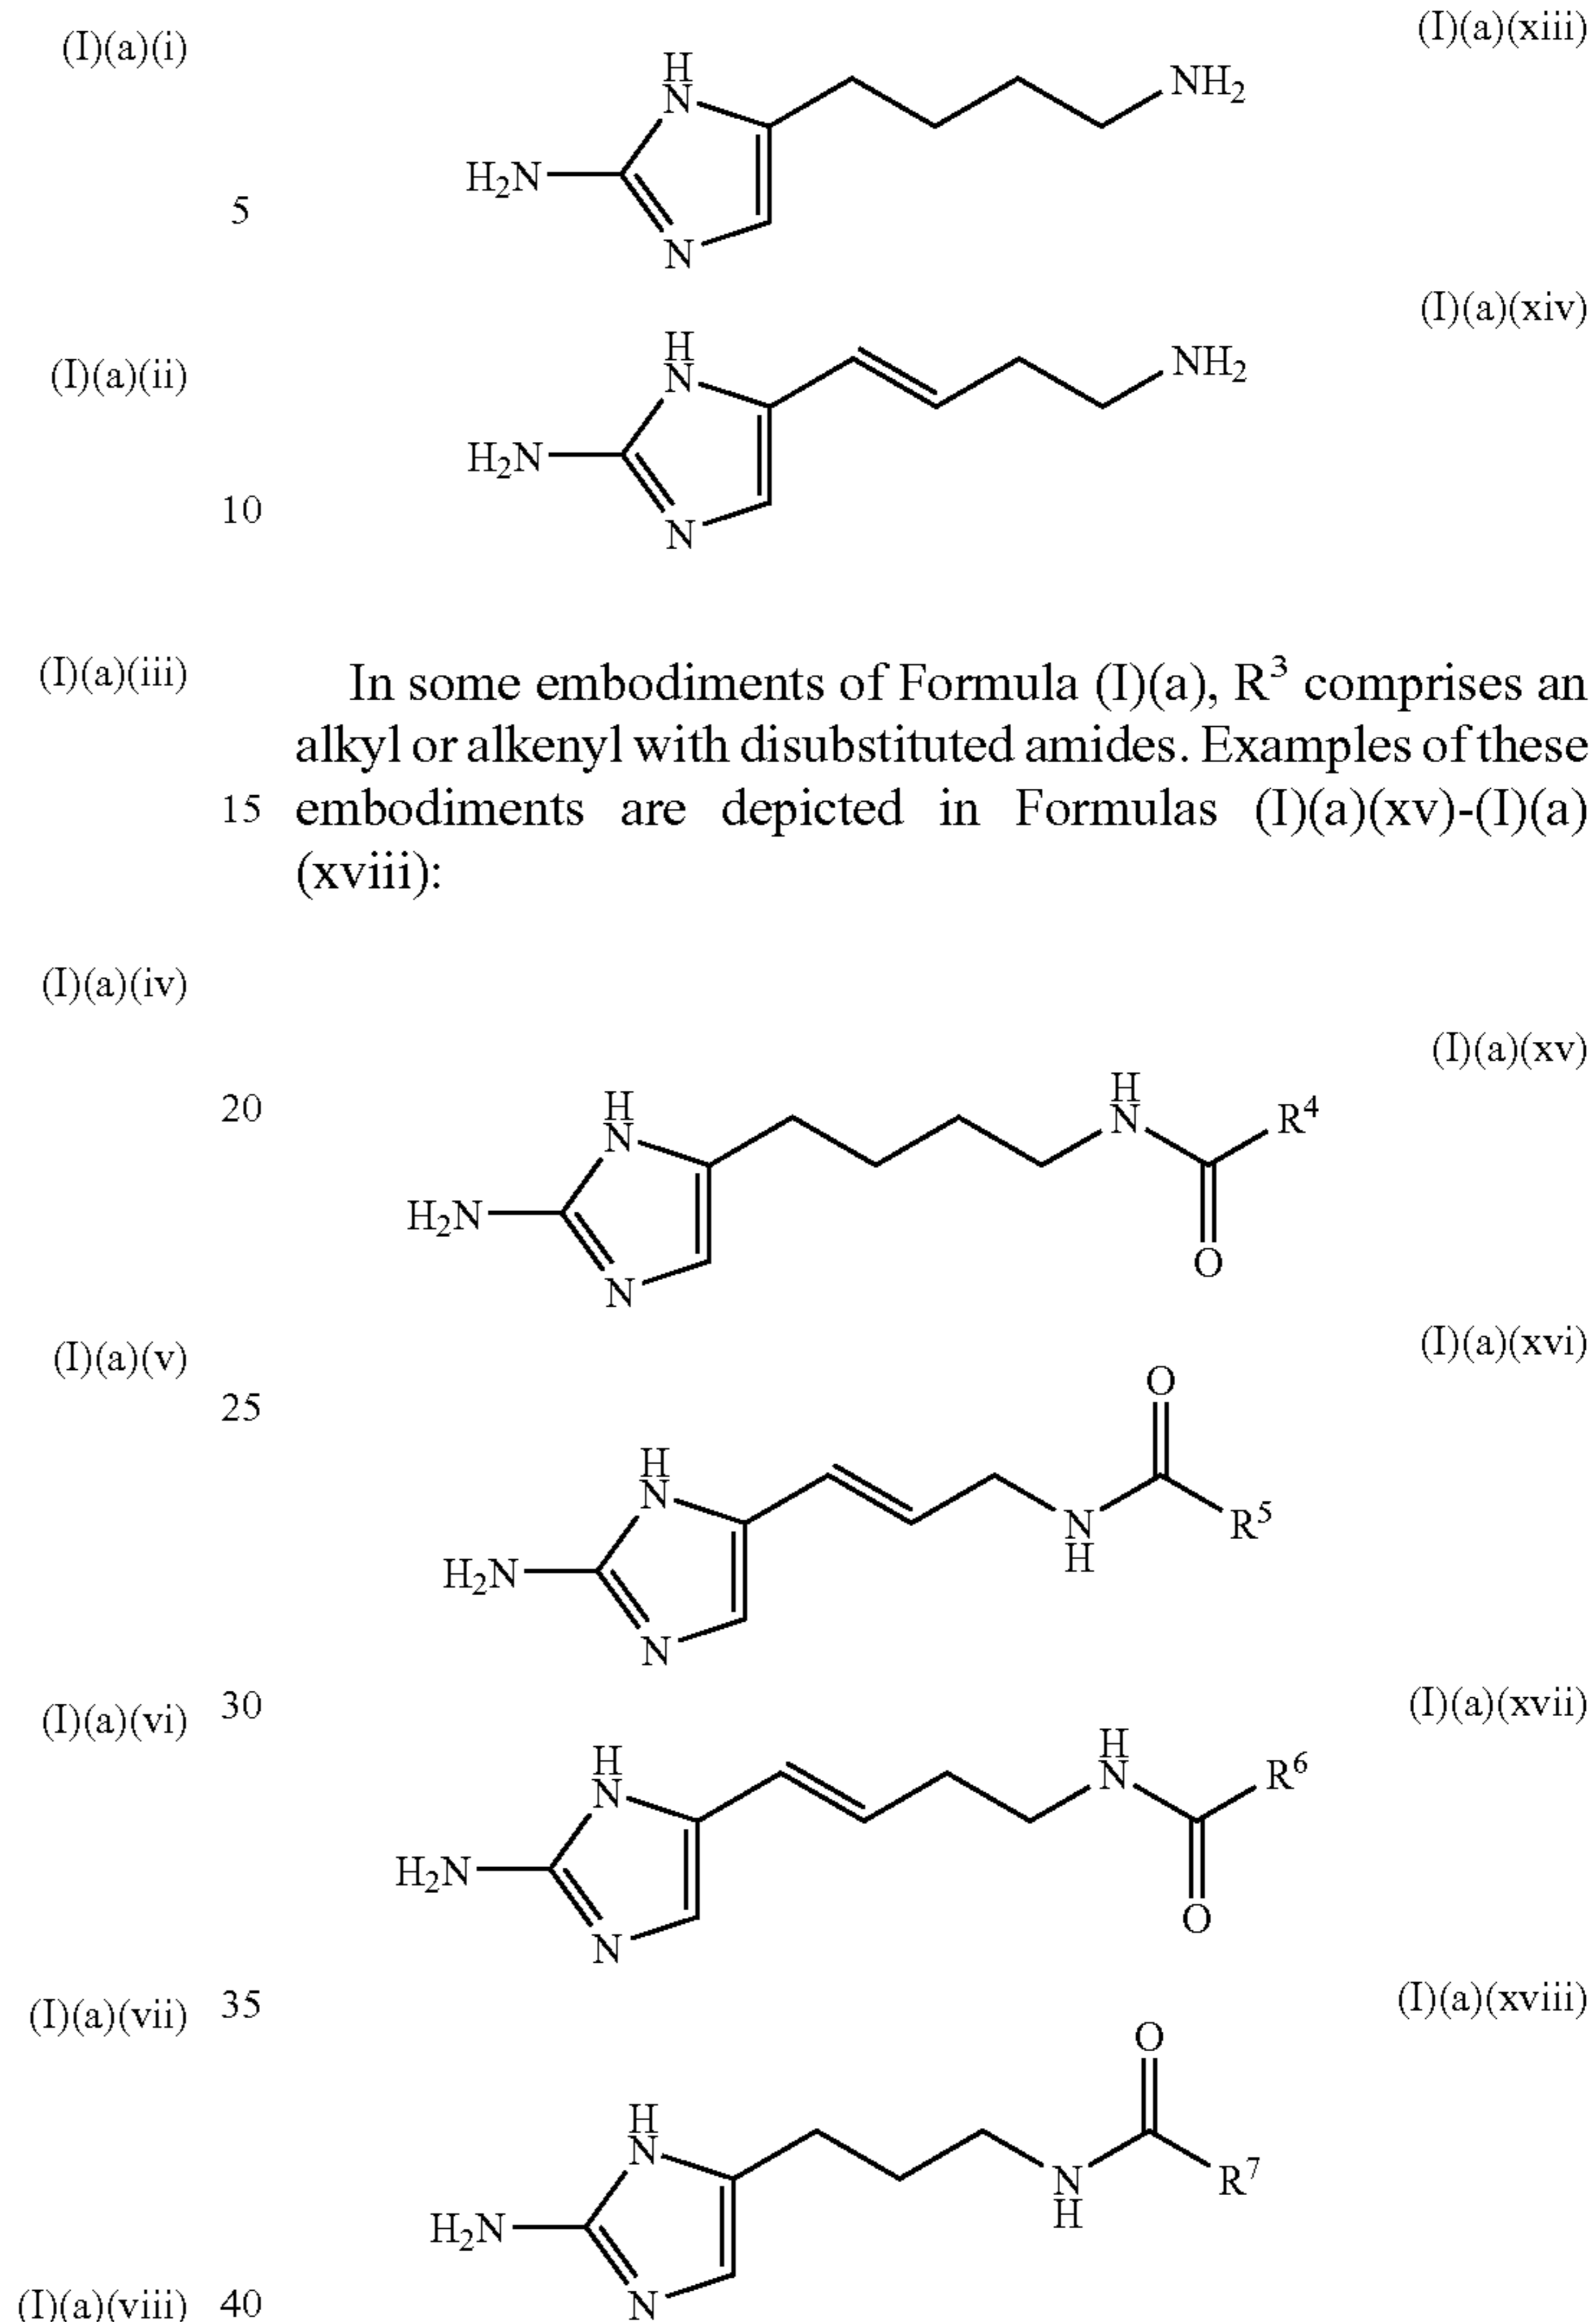 (I)(a)(i)
(I)(a)(xiii)
H
N
NH2
H2N
N
5
(I)(a)(xiv)
(I)(a)(ii)
H
N
NH2
H2N
N
10
(I)(a)(iii)
In some embodiments of Formula (I)(a), R3 comprises an
alkyl or alkenyl with disubstituted amides. Examples of these
15 embodiments are depicted in Formulas (I)(a)(xv)-(I)(a)
(xviii):
(I)(a)(iv)
(I)(a)(xv)
20
H
N
H
N
R4
H2N
N
O
(I)(a)(v)
(I)(a)(xvi)
25
O
H
N
N
H
R5
H2N
N
(I)(a)(vi)
30
(I)(a)(xvii)
H
N
H
N
R6
H2N
N
O
(I)(a)(vii)
35
(I)(a)(xviii)
O
H
N
N
H
R7
H2N
N
(I)(a)(viii)
40